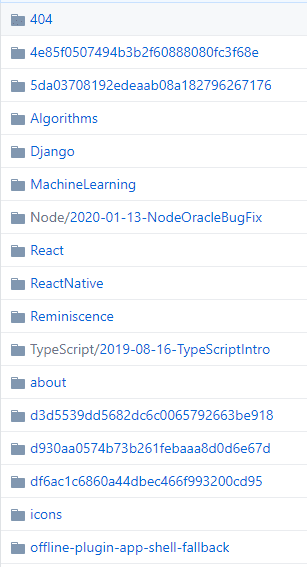 404
4e85f0507494b3b2f60888080fc3f68e
5da03708192edeaab08a182796267176
Algorithms
Django
MachineLearning
Node/2020-01-13-NodeOracleBugFix
React
ReactNative
Reminiscence
TypeScript/2019-08-16-TypeScriptIntro
about
d3d5539dd5682dc6c0065792663be918
d930aa0574b73b261febaaa8d0d6e67d
df6ac1c6860a44dbec466f993200cd95
icons
offline-plugin-app-shell-fallback